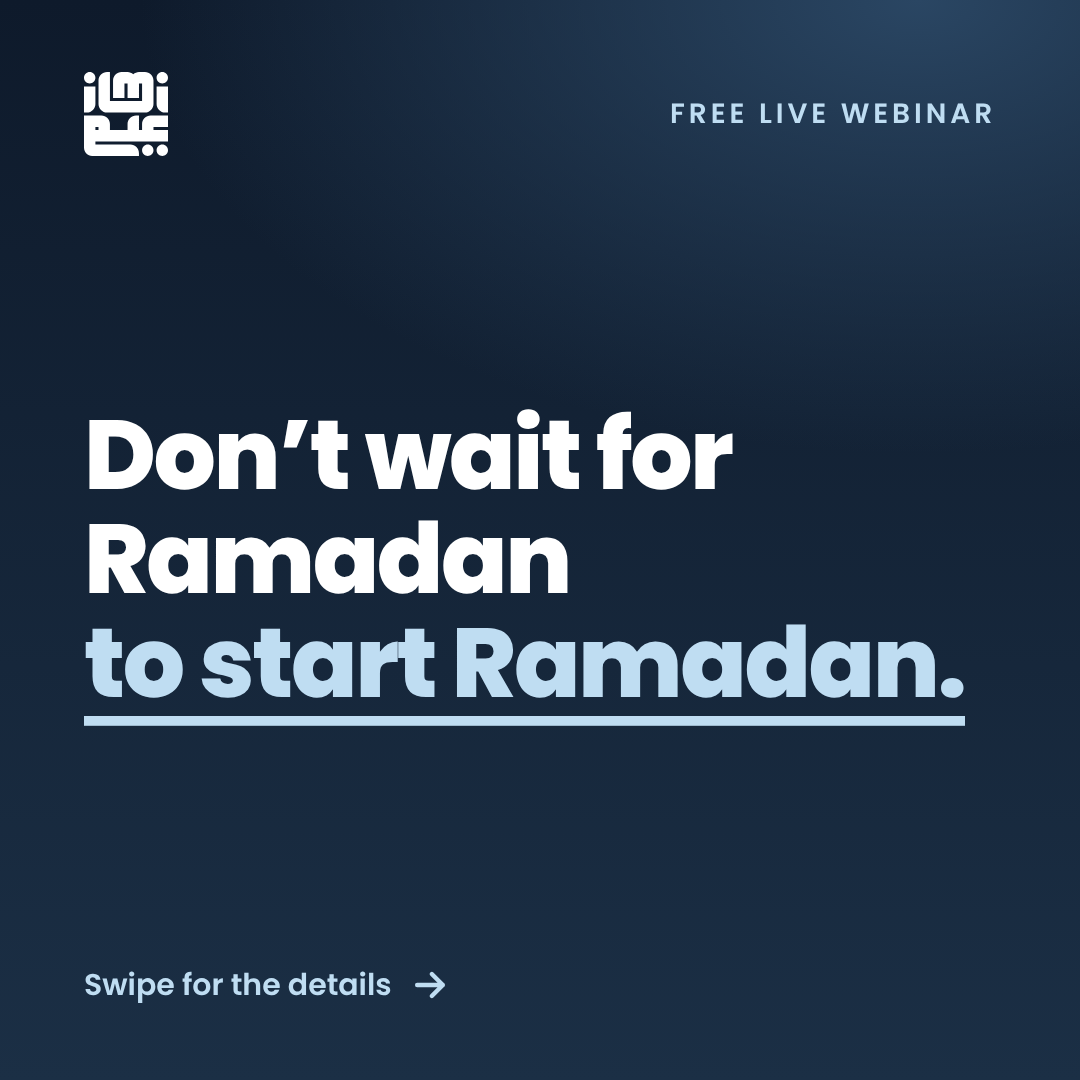 FREE LIVE WEBINAR
Don’t wait for
Ramadan
to start Ramadan.
Swipe for the details →